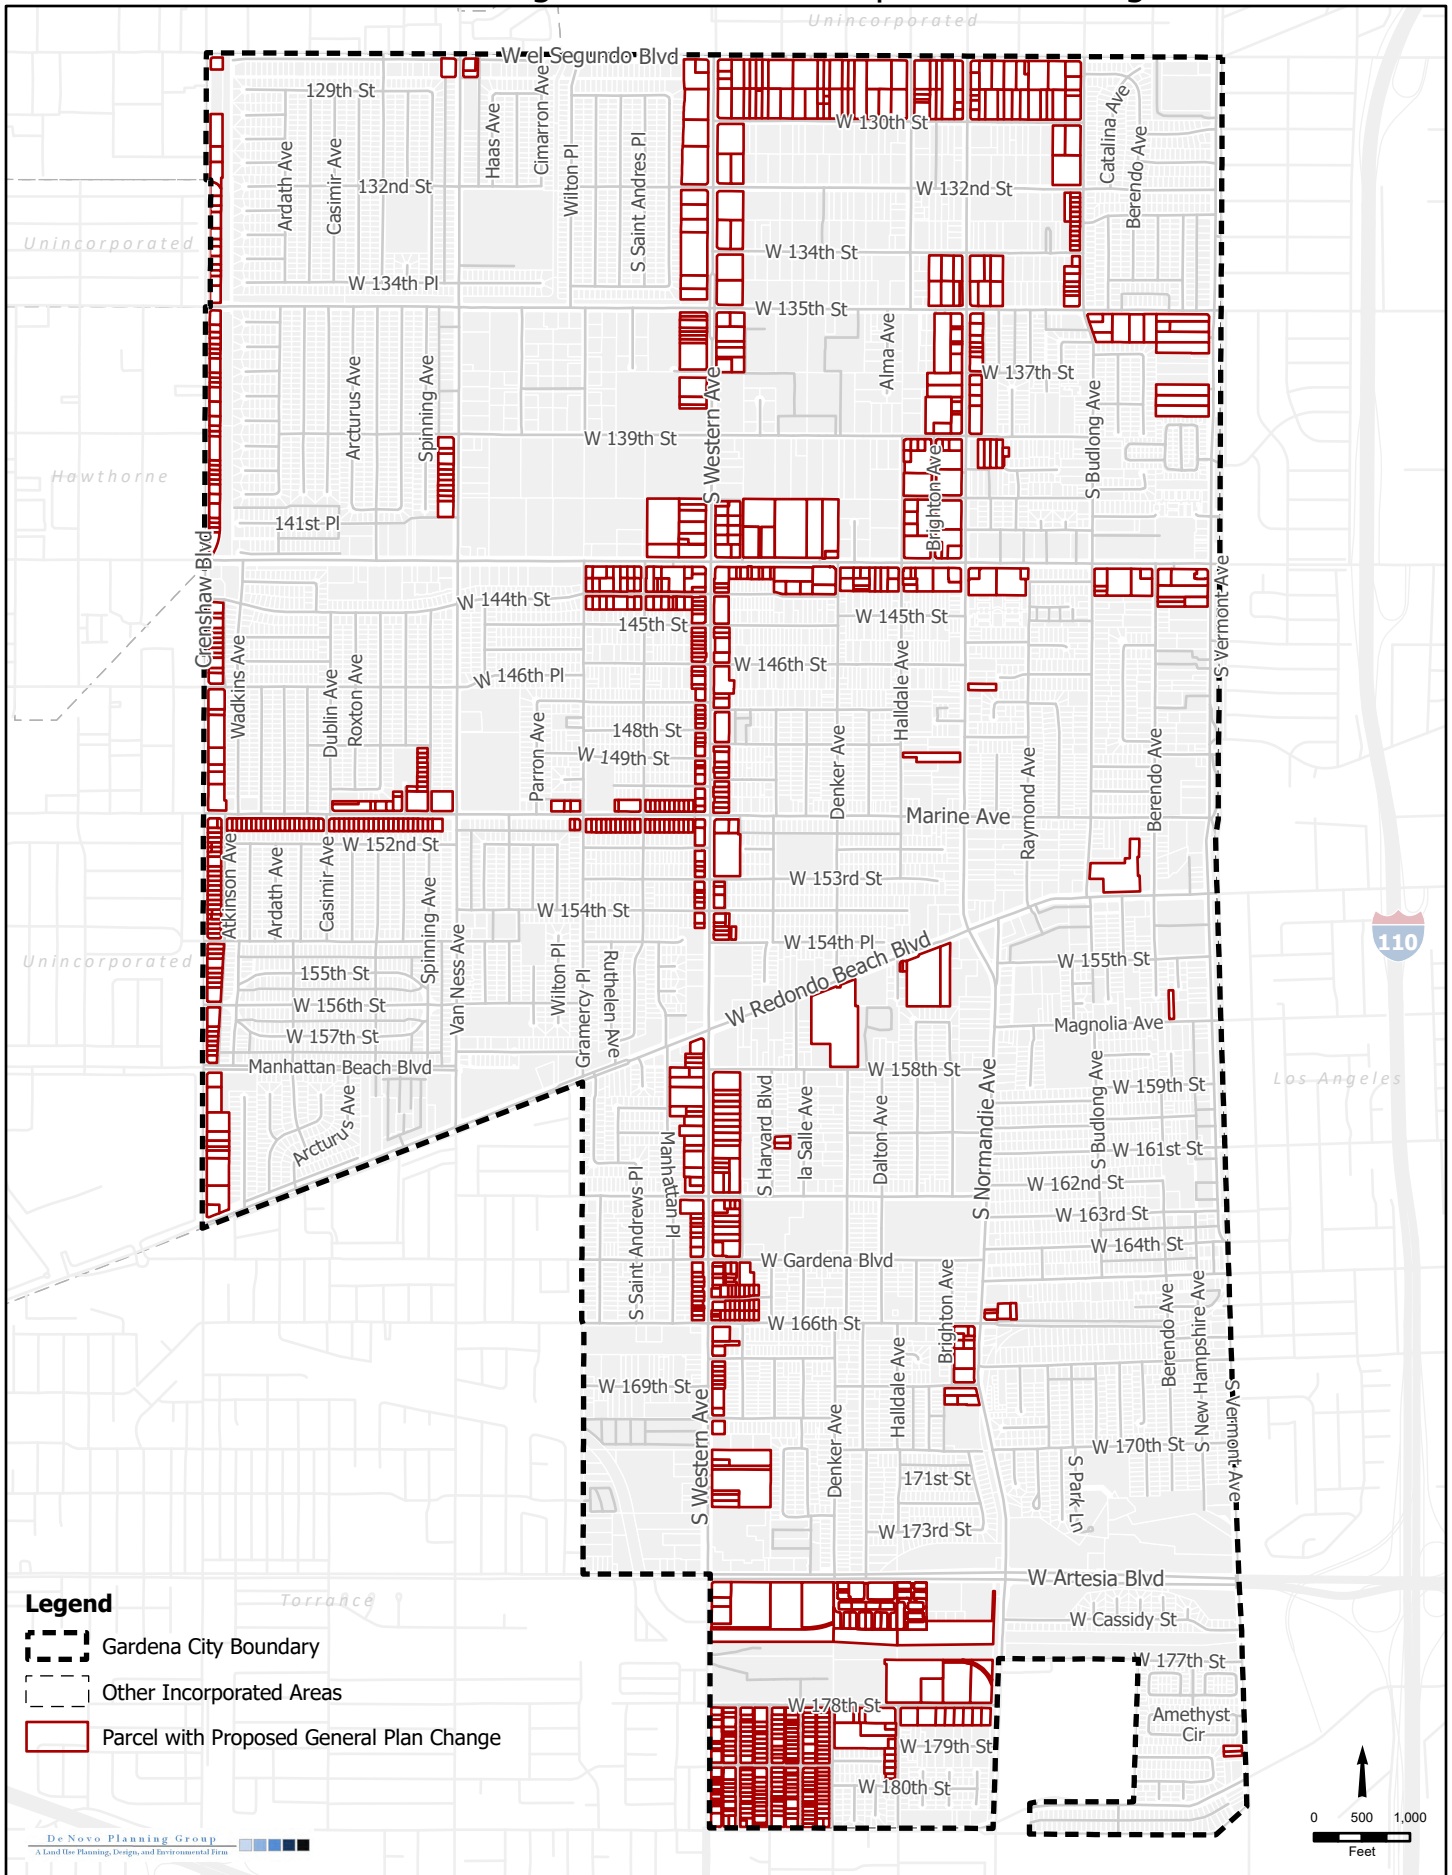 Unincorporated
W el Segundo Blvd
129th St
Catalina Ave
Berendo Ave
W 130th St
Haas Ave
Cimarron Ave
Wilton Pl
S Saint Andres Pl
Ardath Ave
Casimir Ave
132nd St
W 132nd St
Unincorporated
W 134th St
W 134th Pl
W 135th St
Alma Ave
W 137th St
Arcturus Ave
Spinning Ave
S Western Ave
S Budlong Ave
W 139th St
Hawthorne
Brighton Ave
141st Pl
Crenshaw Blvd
S Vermont Ave
W 144th St
145th St
W 145th St
Wadkins Ave
Dublin Ave
Roxton Ave
W 146th St
W 146th Pl
Halldale Ave
Parron Ave
148th St
W 149th St
Denker Ave
Raymond Ave
Berendo Ave
Marine Ave
W 152nd St
Atkinson Ave
Ardath Ave
Casimir Ave
Spinning Ave
W 153rd St
W 154th St
110
W 154th Pl
W Redondo Beach Blvd
Unincorporated
155th St
W 155th St
Van Ness Ave
Wilton Pl
Gramercy Pl
Ruthelen Ave
W 156th St
W 157th St
Magnolia Ave
Manhattan Beach Blvd
W 158th St
Los Angeles
W 159th St
Arcturu's Ave
S Harvard Blvd
la Salle Ave
Dalton Ave
S Normandie Ave
S Budlong Ave
W 161st St
Manhattan Pl
S Saint Andrews Pl
W 162nd St
W 163rd St
W 164th St
W Gardena Blvd
Brighton Ave
Berendo Ave
S New Hampshire Ave
W 166th St
Halldale Ave
W 169th St
S Western Ave
Denker Ave
S Vermont Ave
W 170th St
171st St
S Park Ln
W 173rd St
W Artesia Blvd
Torrance
W Cassidy St
W 177th St
W 178th St
Amethyst
Cir
W 179th St
W 180th St
Legend
Gardena City Boundary
Other Incorporated Areas
Parcel with Proposed General Plan Change
0 500 1,000
Feet
De Novo Planning Group
A Land Use Planning, Design, and Environmental Firm